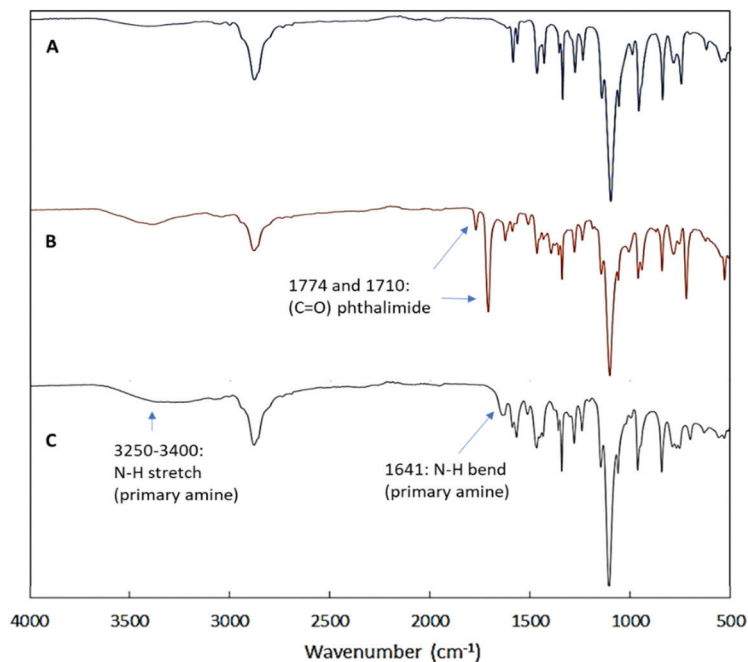 A
B
1774 and 1710:
(C=O) phthalimide
C
3250-3400:
N-H stretch
(primary amine)
1641: N-H bend
(primary amine)
4000 3500 3000 2500 2000 1500 1000 500
Wavenumber (cm⁻¹)